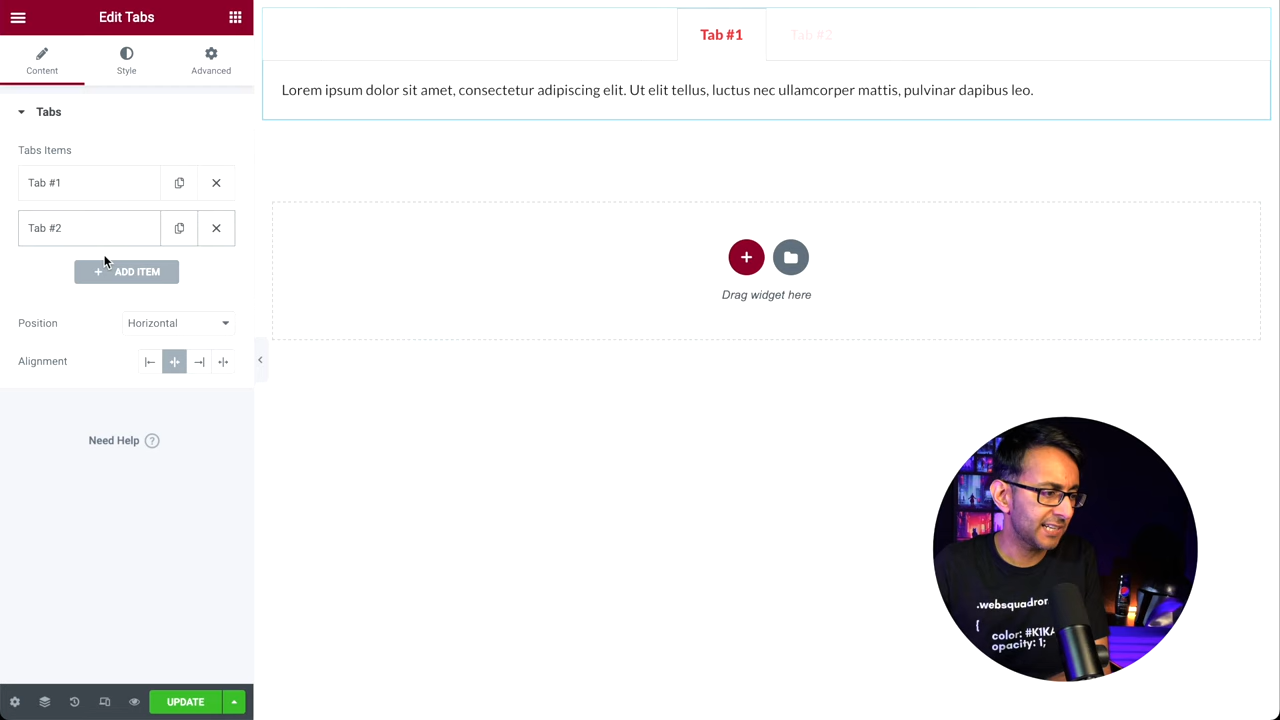 Edit Tabs
Content
Style
Advanced
Tabs
Tabs Items
Tab #1
Tab #2
ADD ITEM
Position
Horizontal
Alignment
Need Help
UPDATE
Tab #1
Tab #2
Lorem ipsum dolor sit amet, consectetur adipiscing elit. Ut elit tellus, luctus nec ullamcorper mattis, pulvinar dapibus leo.
Drag widget here
.websquadron
{
color: #K1KA
opacity: 1;